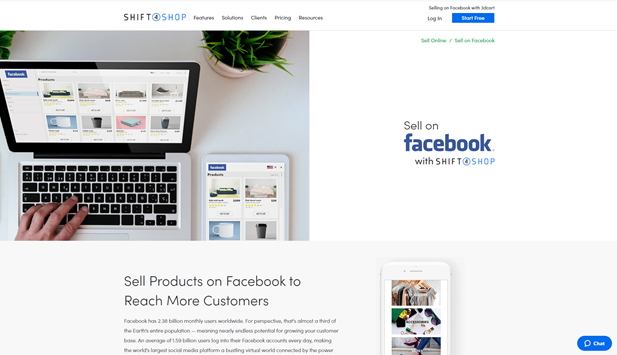 Selling on Facebook with 3dcart
SHIFT4SHOP Features Solutions Clients Pricing Resources Log In Start Free
Sell Online / Sell on Facebook
facebook
Products
facebook
Products
Sell on
facebook
with SHIFT4SHOP
Sell Products on Facebook to
Reach More Customers
Facebook has 2.38 billion monthly users worldwide. For perspective, that's almost a third of
the Earth's entire population — meaning nearly endless potential for growing your customer
base. An average of 1.59 billion users log into their Facebook accounts every day, making
the world's largest social media platform a bustling virtual world connected by the power
ACCESSORIES
Chat